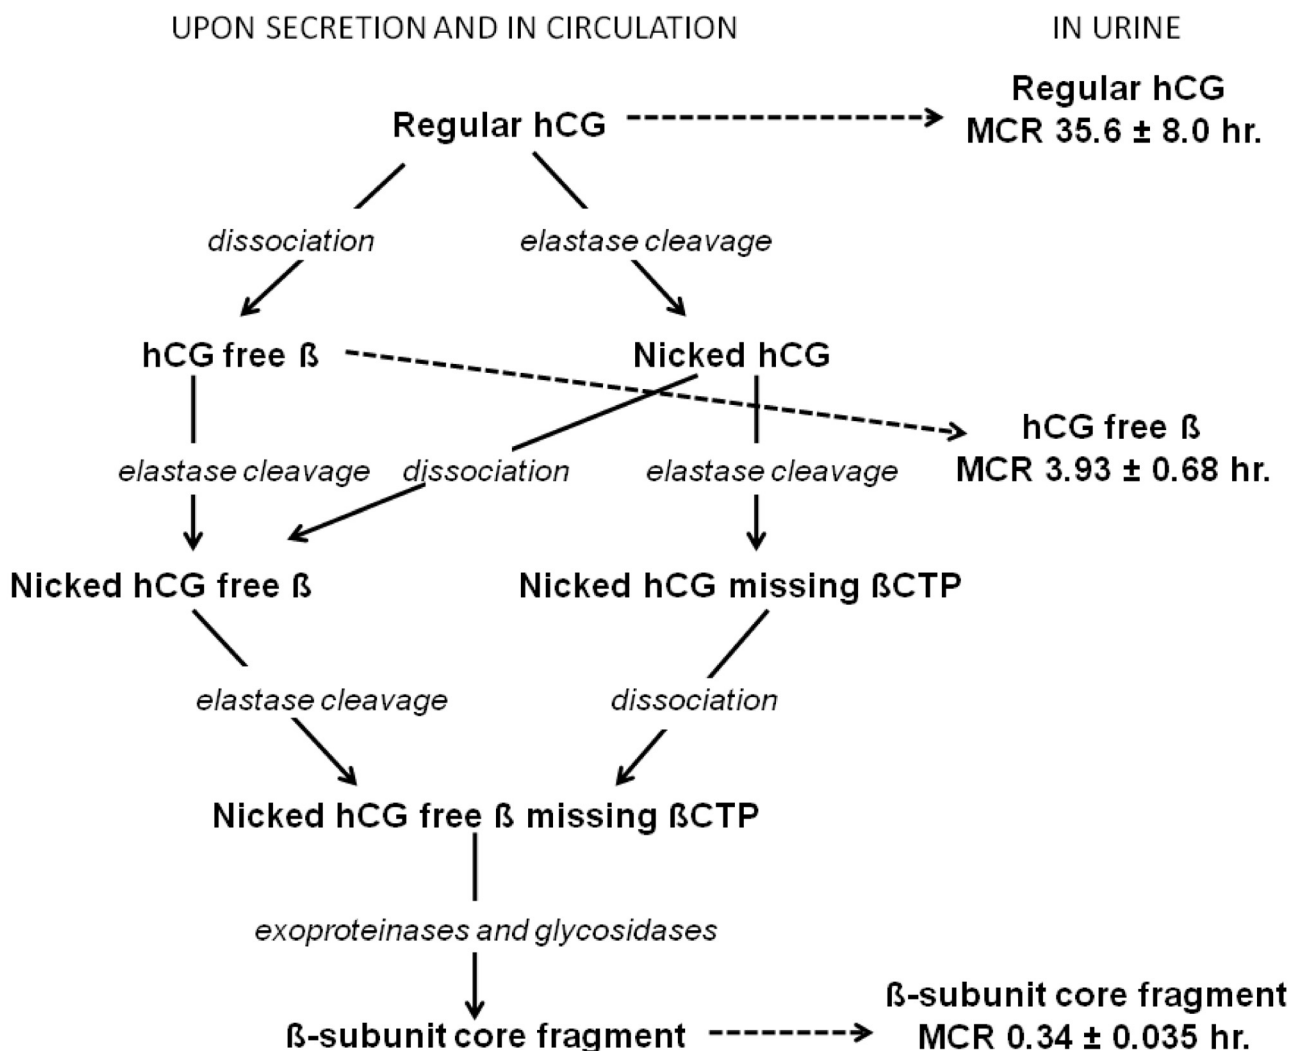 UPON SECRETION AND IN CIRCULATION
IN URINE
Regular hCG
Regular hCG
MCR 35.6 ± 8.0 hr.
dissociation
elastase cleavage
hCG free ß
Nicked hCG
hCG free ß
MCR 3.93 ± 0.68 hr.
elastase cleavage
dissociation
elastase cleavage
Nicked hCG free ß
Nicked hCG missing ßCTP
elastase cleavage
dissociation
Nicked hCG free ß missing ßCTP
exoproteinases and glycosidases
ß-subunit core fragment
ß-subunit core fragment
MCR 0.34 ± 0.035 hr.